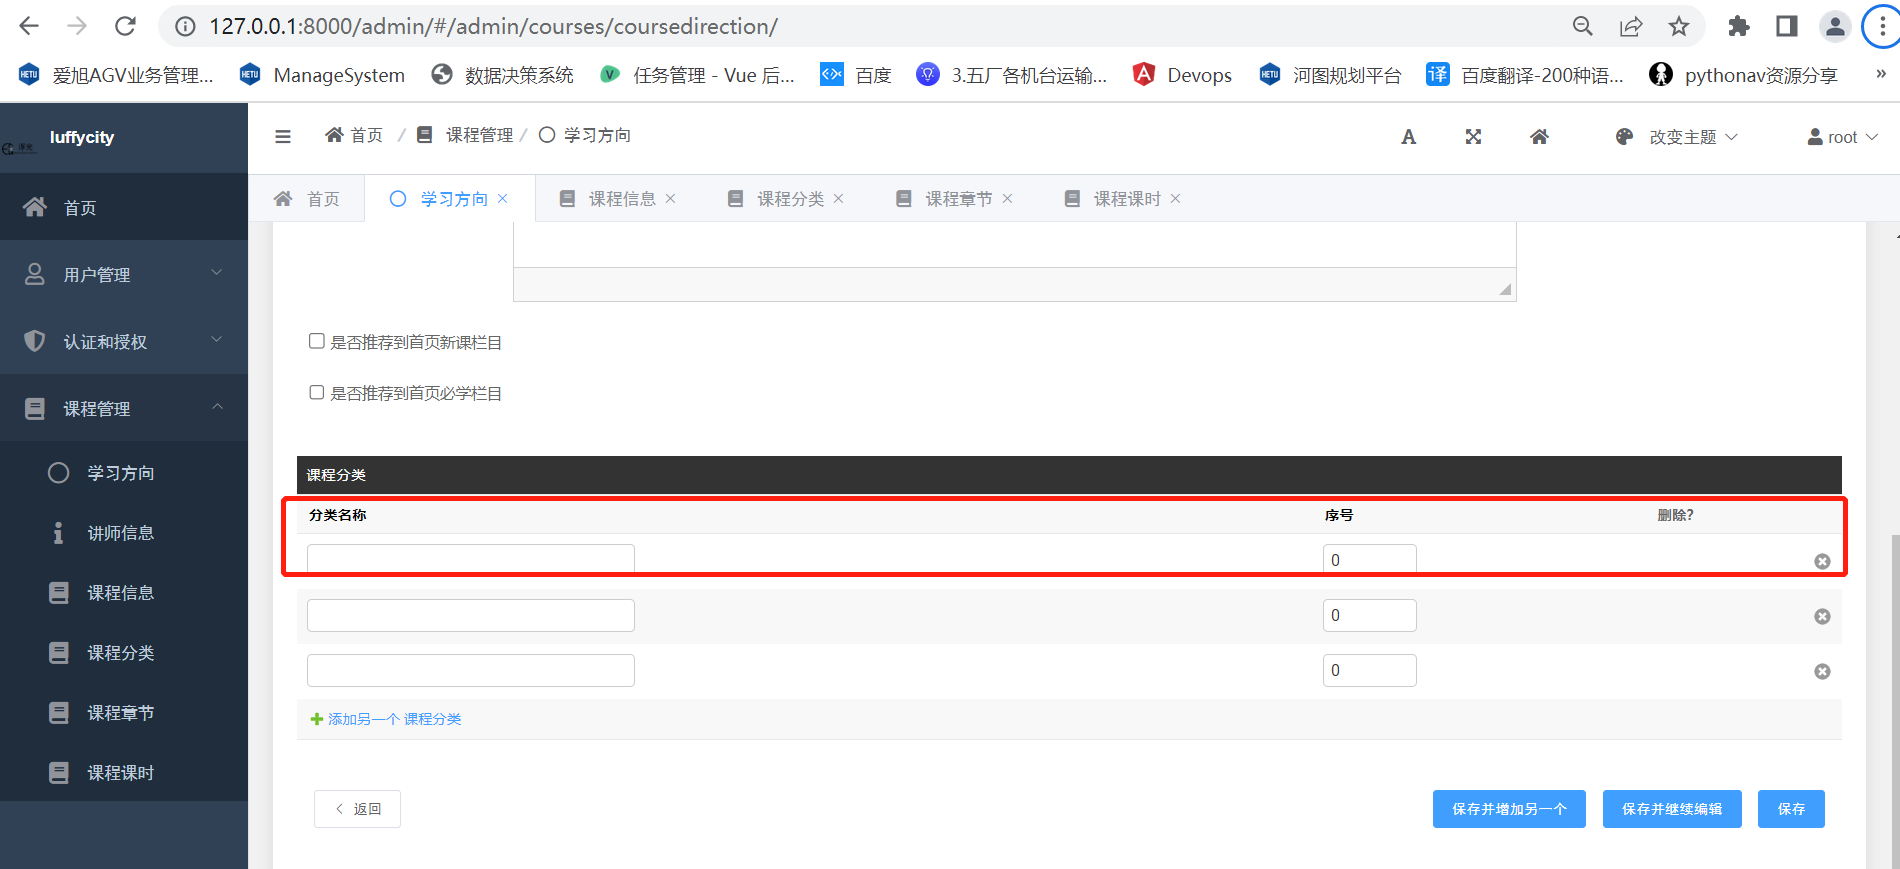 127.0.0.1:8000/admin/#/admin/courses/coursedirection/
爱旭AGV业务管理... ManageSystem 数据决策系统 任务管理 - Vue 后... 百度 3.五厂各机台运输... Devops 河图规划平台 百度翻译-200种语... pythonav资源分享 »
luffycity
首页 / 课程管理 / 学习方向
改变主题 root
首页 学习方向 课程信息 课程分类 课程章节 课程课时
首页
用户管理
认证和授权
课程管理
学习方向
讲师信息
课程信息
课程分类
课程章节
课程课时
是否推荐到首页新课栏目
是否推荐到首页必学栏目
课程分类
分类名称 序号 删除?
0
0
0
添加另一个 课程分类
返回 保存并增加另一个 保存并继续编辑 保存